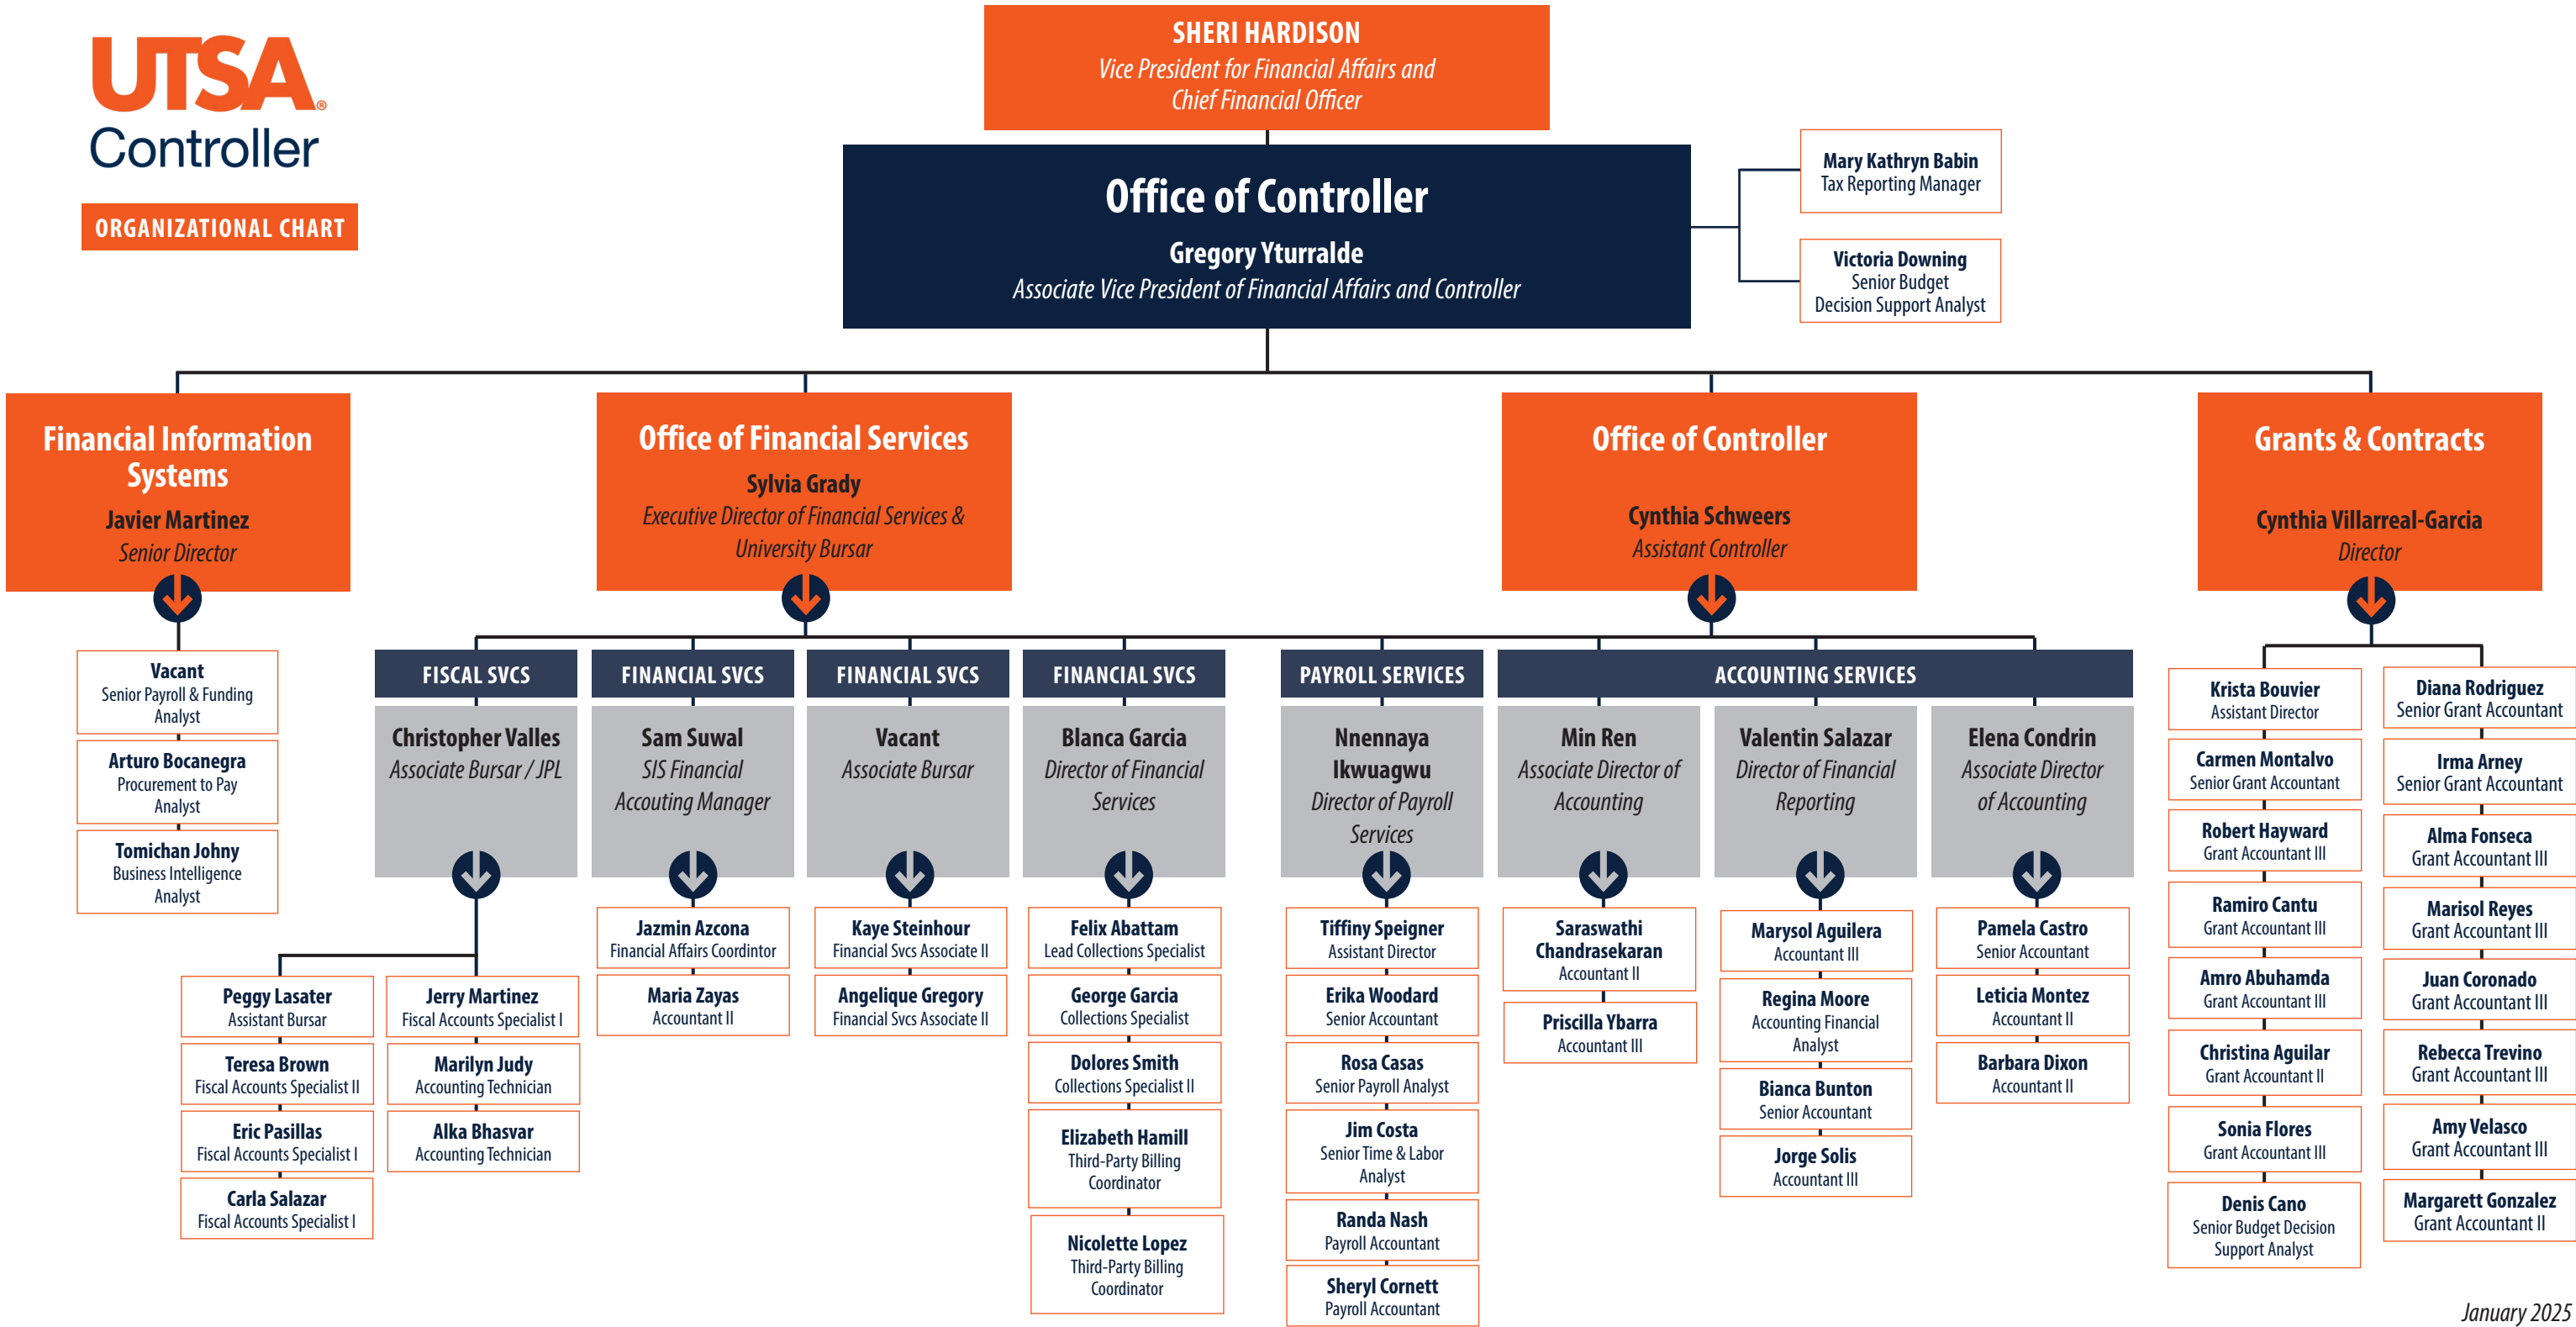 UTSA®
Controller
ORGANIZATIONAL CHART
SHERI HARDISON
Vice President for Financial Affairs and
Chief Financial Officer
Office of Controller
Gregory Yturralde
Associate Vice President of Financial Affairs and Controller
Mary Kathryn Babin
Tax Reporting Manager
Victoria Downing
Senior Budget
Decision Support Analyst
Financial Information
Systems
Javier Martinez
Senior Director
Office of Financial Services
Sylvia Grady
Executive Director of Financial Services &
University Bursar
Office of Controller
Cynthia Schweers
Assistant Controller
Grants & Contracts
Cynthia Villarreal-Garcia
Director
Vacant
Senior Payroll & Funding
Analyst
Arturo Bocanegra
Procurement to Pay
Analyst
Tomichan Johny
Business Intelligence
Analyst
FISCAL SVCS
Christopher Valles
Associate Bursar / JPL
Peggy Lasater
Assistant Bursar
Teresa Brown
Fiscal Accounts Specialist II
Eric Pasillas
Fiscal Accounts Specialist I
Carla Salazar
Fiscal Accounts Specialist I
Jerry Martinez
Fiscal Accounts Specialist I
Marilyn Judy
Accounting Technician
Alka Bhasvar
Accounting Technician
FINANCIAL SVCS
Sam Suwal
SIS Financial
Accouting Manager
Jazmin Azcona
Financial Affairs Coordintor
Maria Zayas
Accountant II
FINANCIAL SVCS
Vacant
Associate Bursar
Kaye Steinhour
Financial Svcs Associate II
Angelique Gregory
Financial Svcs Associate II
FINANCIAL SVCS
Blanca Garcia
Director of Financial
Services
Felix Abattam
Lead Collections Specialist
George Garcia
Collections Specialist
Dolores Smith
Collections Specialist II
Elizabeth Hamill
Third-Party Billing
Coordinator
Nicolette Lopez
Third-Party Billing
Coordinator
PAYROLL SERVICES
Nnennaya
Ikwuagwu
Director of Payroll
Services
Tiffiny Speigner
Assistant Director
Erika Woodard
Senior Accountant
Rosa Casas
Senior Payroll Analyst
Jim Costa
Senior Time & Labor
Analyst
Randa Nash
Payroll Accountant
Sheryl Cornett
Payroll Accountant
ACCOUNTING SERVICES
Min Ren
Associate Director of
Accounting
Saraswathi
Chandrasekaran
Accountant II
Priscilla Ybarra
Accountant III
Valentin Salazar
Director of Financial
Reporting
Marysol Aguilera
Accountant III
Regina Moore
Accounting Financial
Analyst
Bianca Bunton
Senior Accountant
Jorge Solis
Accountant III
Elena Condrin
Associate Director
of Accounting
Pamela Castro
Senior Accountant
Leticia Montez
Accountant II
Barbara Dixon
Accountant II
Krista Bouvier
Assistant Director
Carmen Montalvo
Senior Grant Accountant
Robert Hayward
Grant Accountant III
Ramiro Cantu
Grant Accountant III
Amro Abuhamda
Grant Accountant III
Christina Aguilar
Grant Accountant II
Sonia Flores
Grant Accountant III
Denis Cano
Senior Budget Decision
Support Analyst
Diana Rodriguez
Senior Grant Accountant
Irma Arney
Senior Grant Accountant
Alma Fonseca
Grant Accountant III
Marisol Reyes
Grant Accountant III
Juan Coronado
Grant Accountant III
Rebecca Trevino
Grant Accountant III
Amy Velasco
Grant Accountant III
Margarett Gonzalez
Grant Accountant II
January 2025